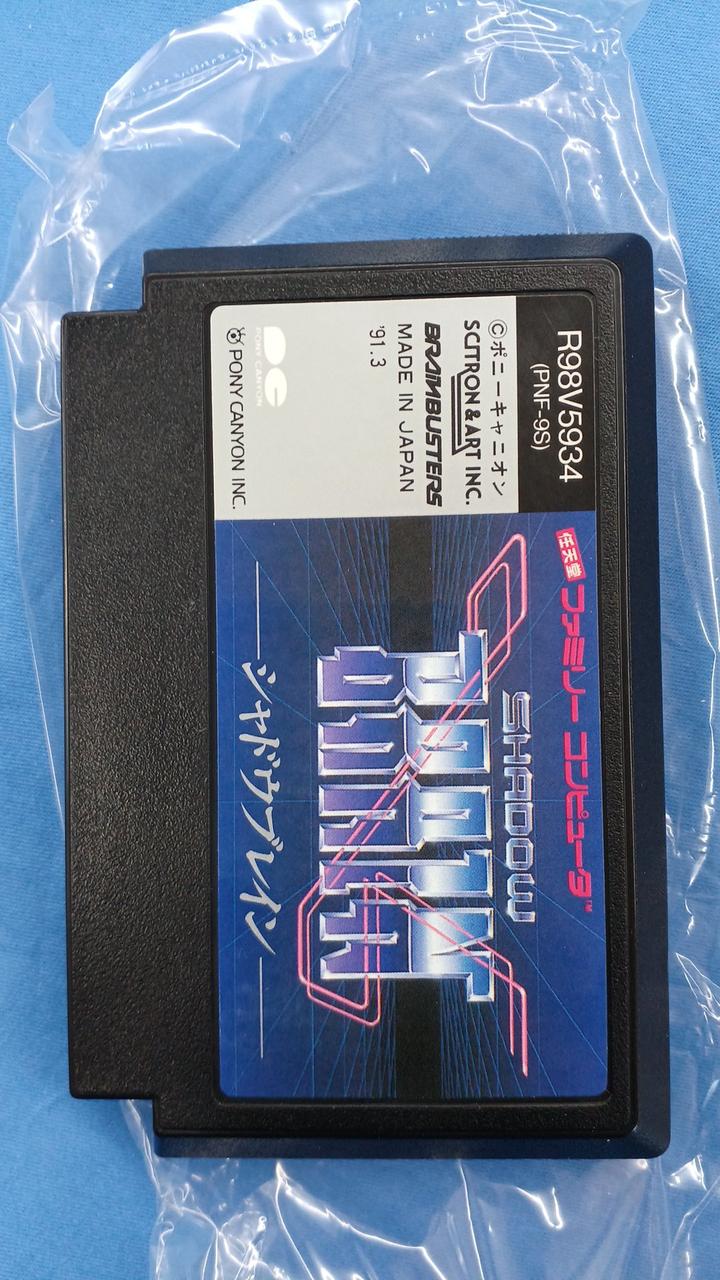 R98V5934
(PNF-9S)
©ポニーキャニオン
SCITRON & ART INC.
BRAINBUSTERS
MADE IN JAPAN
'91.3
PONY CANYON
PONY CANYON INC.
任天堂 ファミリー コンピュータ™
SHADOW
BRAIN
シャドウブレイン